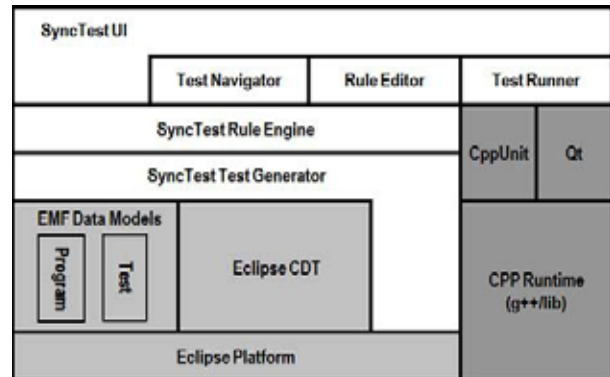 SyncTest UI
Test Navigator
Rule Editor
Test Runner
SyncTest Rule Engine
CppUnit
Qt
SyncTest Test Generator
EMF Data Models
Program
Test
Eclipse CDT
CPP Runtime
(g++/lib)
Eclipse Platform